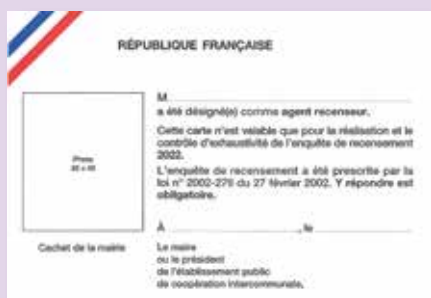 RÉPUBLIQUE FRANÇAISE
M
a été désigné(e) comme agent recenseur.
Cette carte n'est valable que pour la réalisation et le
contrôle d'exhaustivité de l'enquête de recensement
2022.
L'enquête de recensement a été prescrite par la
loi n° 2002-276 du 27 février 2002. Y répondre est
obligatoire.
Photo
À , le
Cachet de la mairie
Le maire
ou le président
de l'établissement public
de coopération intercommunale,